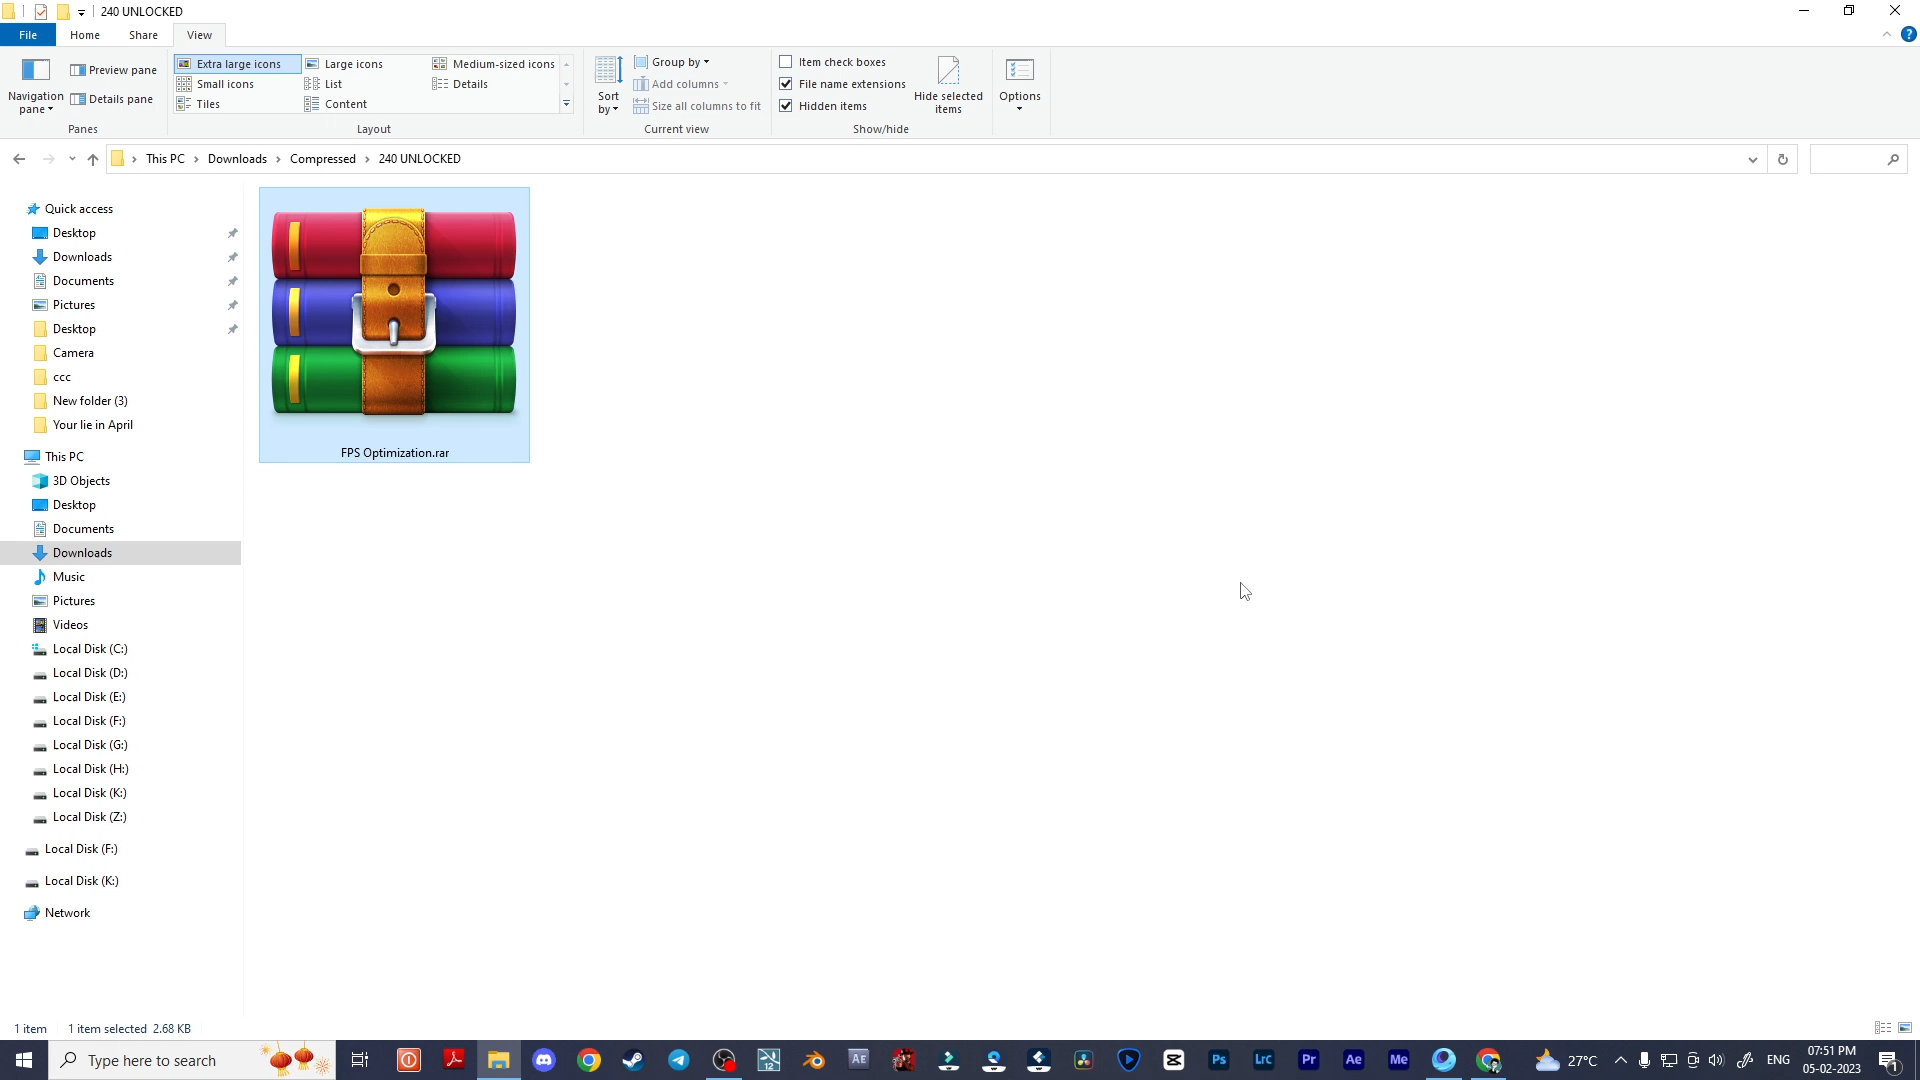 240 UNLOCKED
File Home Share View
Navigation pane
Preview pane
Details pane
Panes
Extra large icons Large icons Medium-sized icons
Small icons List Details
Tiles Content
Layout
Sort by
Group by
Add columns
Size all columns to fit
Current view
Item check boxes
File name extensions
Hidden items
Hide selected items
Show/hide
Options
This PC Downloads Compressed 240 UNLOCKED
Quick access
Desktop
Downloads
Documents
Pictures
Desktop
Camera
ccc
New folder (3)
Your lie in April
This PC
3D Objects
Desktop
Documents
Downloads
Music
Pictures
Videos
Local Disk (C:)
Local Disk (D:)
Local Disk (E:)
Local Disk (F:)
Local Disk (G:)
Local Disk (H:)
Local Disk (K:)
Local Disk (Z:)
Local Disk (F:)
Local Disk (K:)
Network
FPS Optimization.rar
1 item 1 item selected 2.68 KB
Type here to search
12 AE Ps LrC Pr Ae Me
27°C ENG
07:51 PM
05-02-2023
1